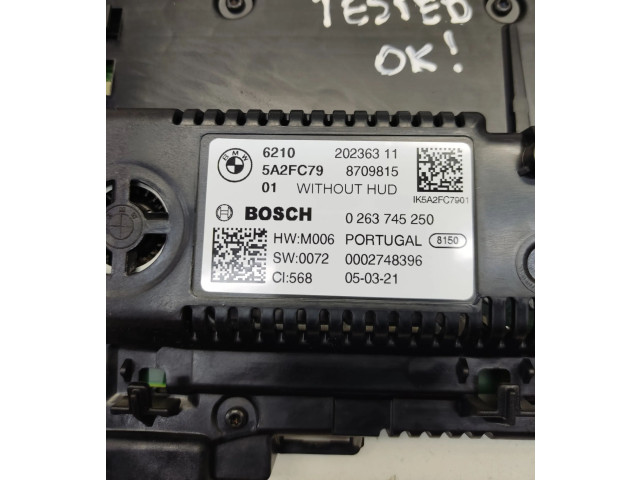 TESTED
OK!
BMW
6210 202363 11
5A2FC79 8709815
01 WITHOUT HUD
IK5A2FC7901
BOSCH 0 263 745 250
HW:M006 PORTUGAL 8150
SW:0072 0002748396
CI:568 05-03-21